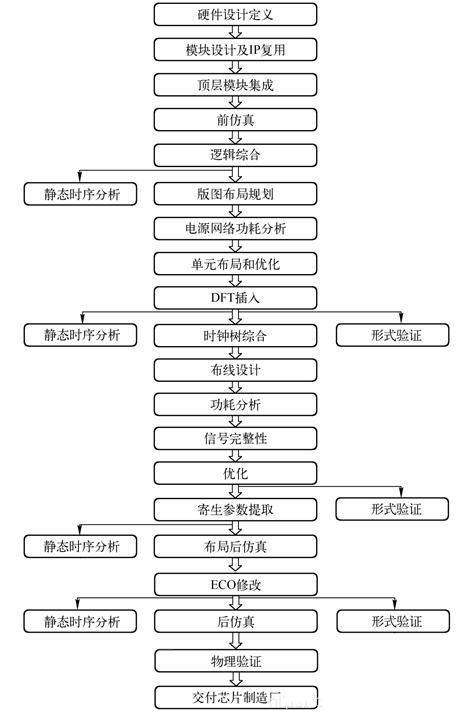 硬件设计定义
模块设计及IP复用
顶层模块集成
前仿真
逻辑综合
静态时序分析
版图布局规划
电源网络功耗分析
单元布局和优化
DFT插入
静态时序分析
时钟树综合
形式验证
布线设计
功耗分析
信号完整性
优化
寄生参数提取
形式验证
静态时序分析
布局后仿真
ECO修改
静态时序分析
后仿真
形式验证
物理验证
交付芯片制造厂